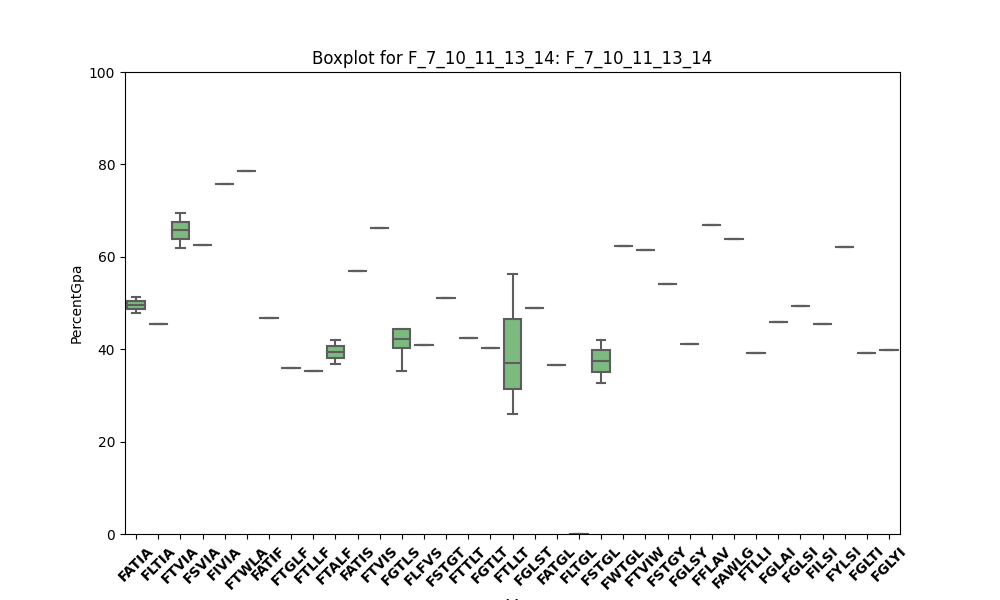 Boxplot for F_7_10_11_13_14: F_7_10_11_13_14
100
80
60
40
20
0
PercentGpa
FATIA
FLTIA
FTVIA
FSVIA
FIVIA
FTWLA
FATIF
FTGLF
FTLLF
FTALF
FATIS
FTVIS
FGTLS
FLFVS
FSTGT
FTTLT
FGTLT
FTLLT
FGLST
FATGL
FLTGL
FSTGL
FWTGL
FTVIW
FSTGY
FGLSY
FFLAV
FAWLG
FTLLI
FGLAI
FGLSI
FILSI
FYLSI
FGLTI
FGLYI